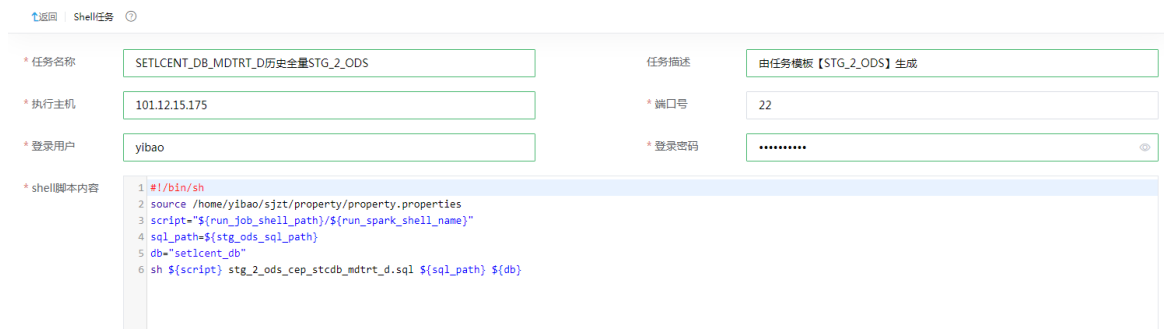 返回 Shell任务
* 任务名称 SETLCENT_DB_MDTRT_D历史全量STG_2_ODS 任务描述 由任务模板【STG_2_ODS】生成
* 执行主机 101.12.15.175 * 端口号 22
* 登录用户 yibao * 登录密码 ••••••••••
* shell脚本内容
1 #!/bin/sh
2 source /home/yibao/sjzt/property/property.properties
3 script="${run_job_shell_path}/${run_spark_shell_name}"
4 sql_path=${stg_ods_sql_path}
5 db="setlcent_db"
6 sh ${script} stg_2_ods_cep_stcdb_mdtrt_d.sql ${sql_path} ${db}